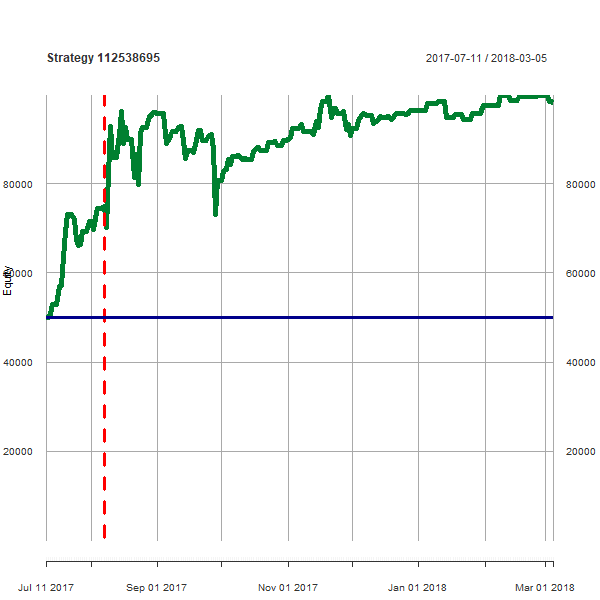 Strategy 112538695 2017-07-11 / 2018-03-05
80000 80000
Equity
60000 60000
40000 40000
20000 20000
Jul 11 2017 Sep 01 2017 Nov 01 2017 Jan 01 2018 Mar 01 2018